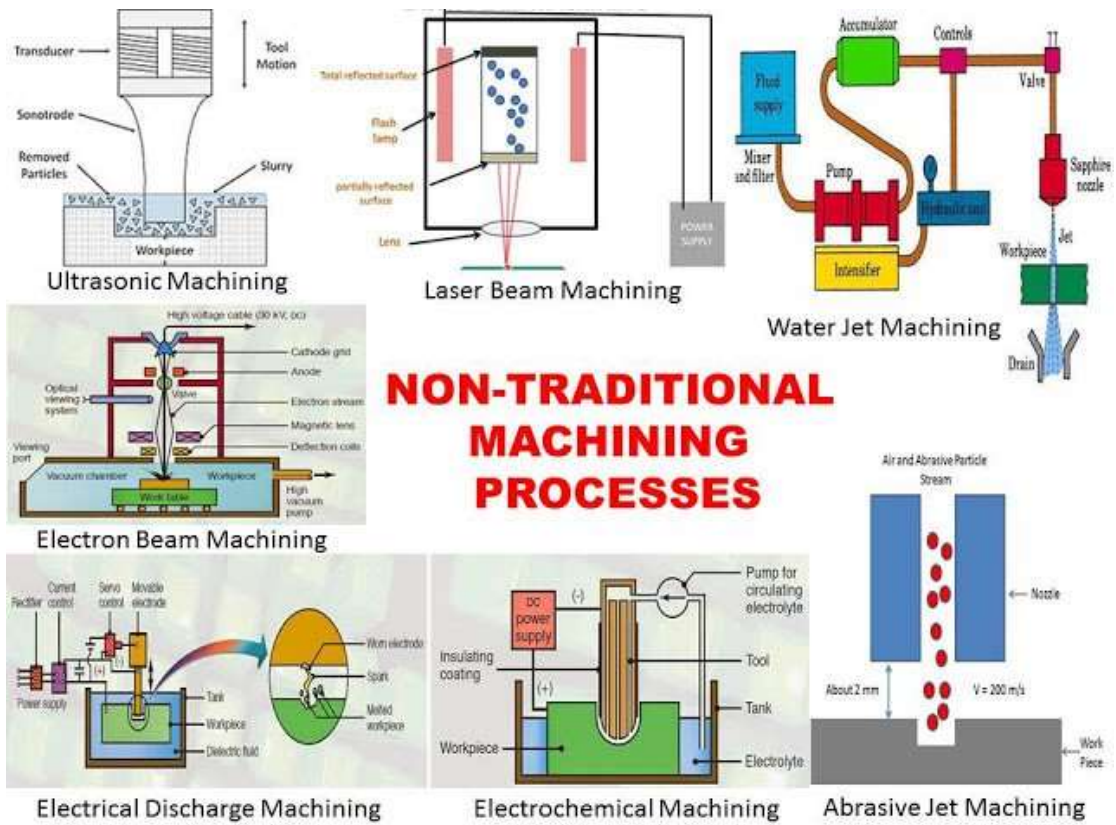 Transducer
Tool
Motion
Sonotrode
Removed
Particles
Slurry
Workpiece
Ultrasonic Machining
Total reflected surface
Flash
lamp
partially reflected
surface
Lens
POWER
SUPPLY
Laser Beam Machining
Accumulator
Controls
Fluid
supply
Valve
Mixer
and filter
Pump
Sapphire
nozzle
Intensifier
Jet
Workpiece
Drain
Water Jet Machining
High voltage cable (30 kV, DC)
Cathode grid
Anode
Valve
Optical
viewing
system
Electron stream
Magnetic lens
Deflection coils
Viewing
port
Vacuum chamber
Workpiece
Work table
High
vacuum
pump
Electron Beam Machining
NON-TRADITIONAL
MACHINING
PROCESSES
Air and Abrasive Particle
Stream
Nozzle
About 2 mm
V = 200 m/s
Work
Piece
Abrasive Jet Machining
Rectifier
Current
control
Servo
control
Movable
electrode
(-)
(+)
Power supply
Tank
Workpiece
Dielectric fluid
Worn electrode
Spark
Melted
workpiece
Electrical Discharge Machining
DC
power
supply
(-)
(+)
Pump for
circulating
electrolyte
Insulating
coating
Tool
Tank
Workpiece
Electrolyte
Electrochemical Machining